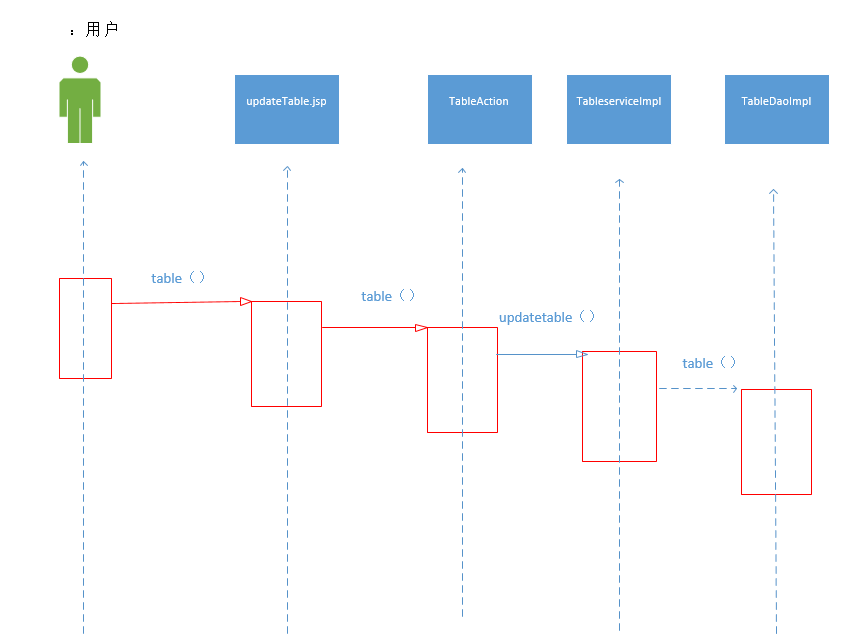 ：用户
updateTable.jsp
TableAction
TableserviceImpl
TableDaoImpl
table（）
table（）
updatetable（）
table（）